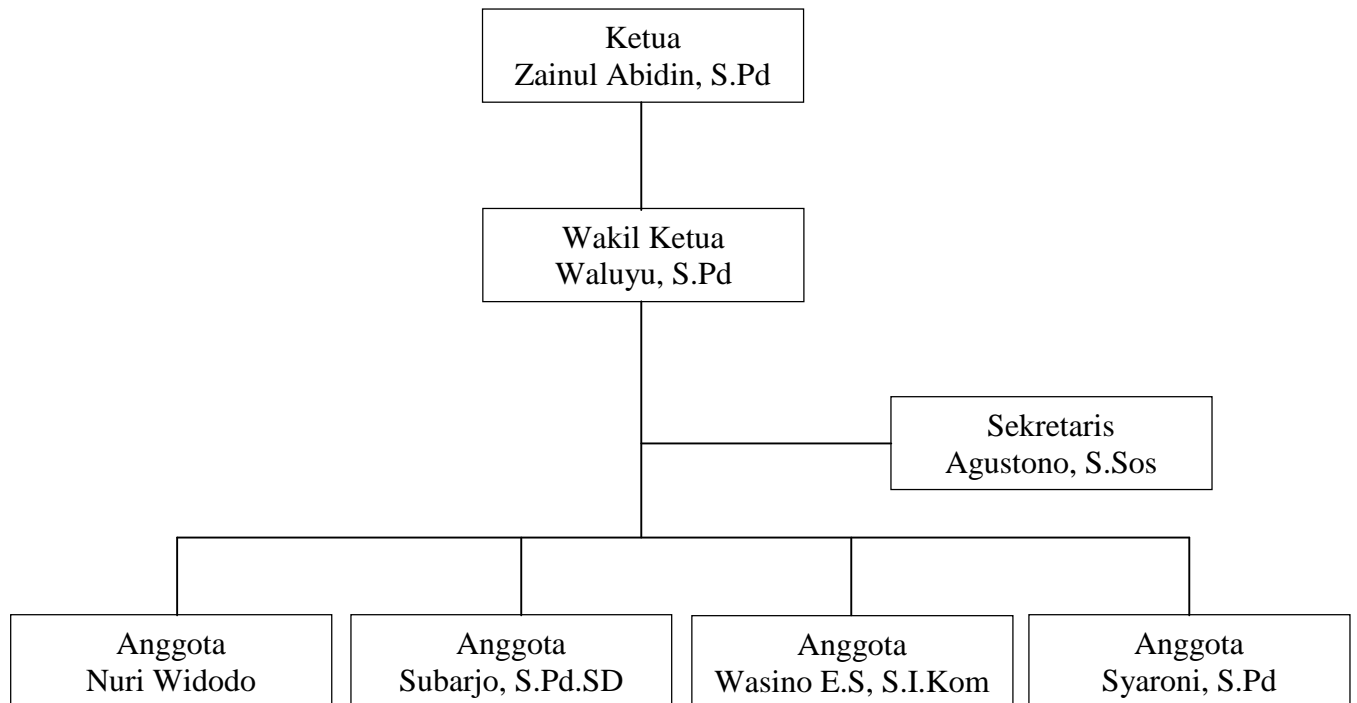 Ketua
Zainul Abidin, S.Pd
Wakil Ketua
Waluyu, S.Pd
Sekretaris
Agustono, S.Sos
Anggota
Nuri Widodo
Anggota
Subarjo, S.Pd.SD
Anggota
Wasino E.S, S.I.Kom
Anggota
Syaroni, S.Pd